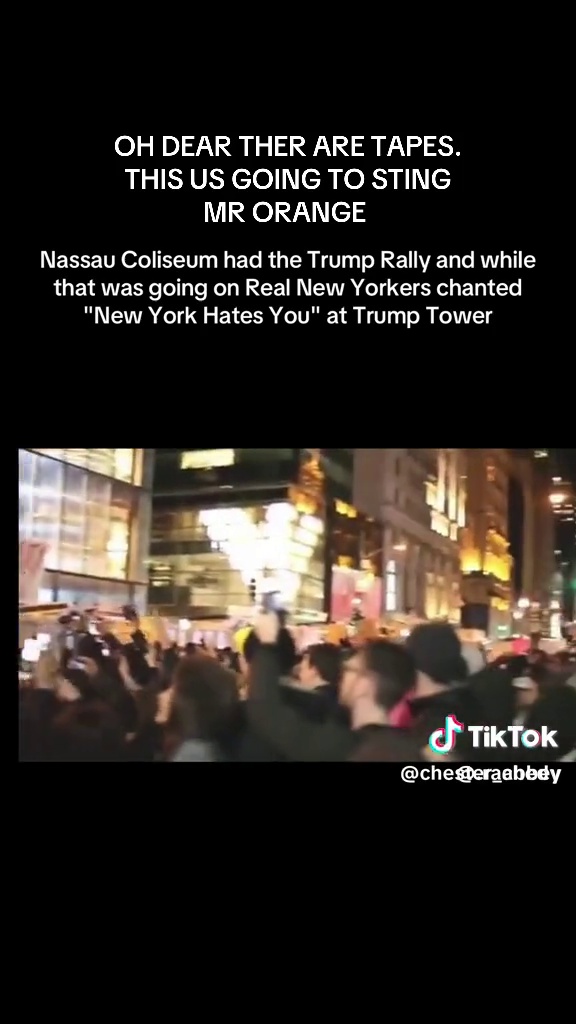 OH DEAR THER ARE TAPES.
THIS US GOING TO STING
MR ORANGE
Nassau Coliseum had the Trump Rally and while
that was going on Real New Yorkers chanted
"New York Hates You" at Trump Tower
TikTok